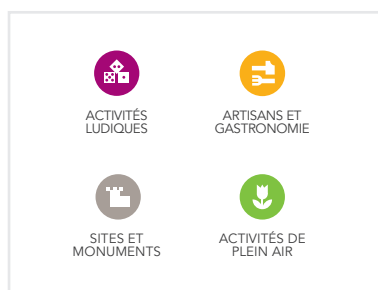 ACTIVITÉS
LUDIQUES
ARTISANS ET
GASTRONOMIE
SITES ET
MONUMENTS
ACTIVITÉS DE
PLEIN AIR